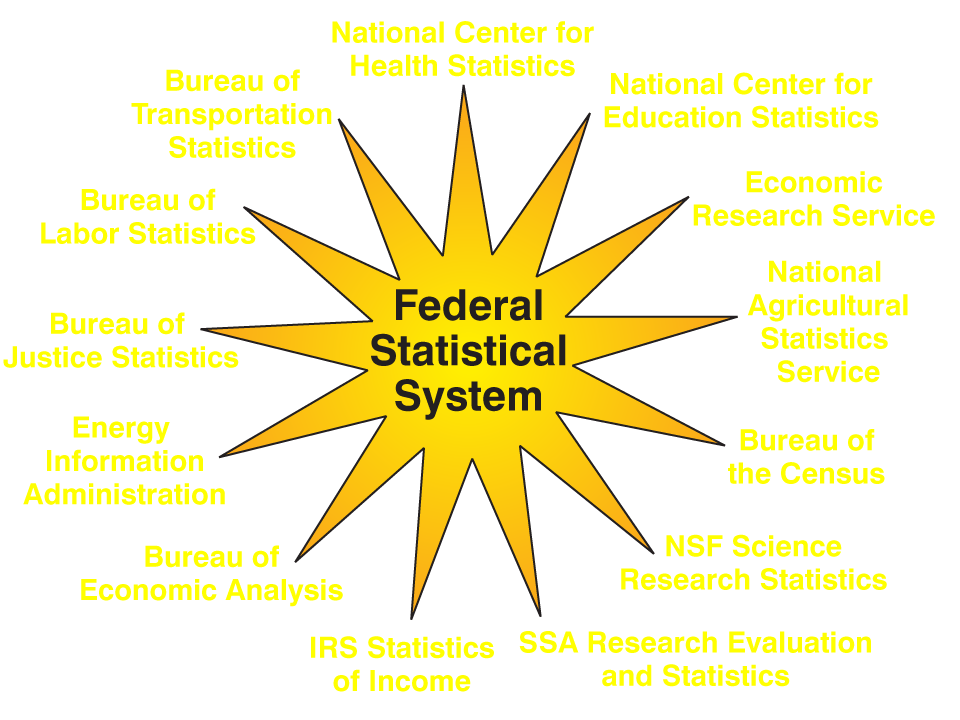 National Center for
Health Statistics
National Center for
Education Statistics
Economic
Research Service
National
Agricultural
Statistics
Service
Bureau of
the Census
NSF Science
Research Statistics
SSA Research Evaluation
and Statistics
IRS Statistics
of Income
Bureau of
Economic Analysis
Energy
Information
Administration
Bureau of
Justice Statistics
Bureau of
Labor Statistics
Bureau of
Transportation
Statistics
Federal
Statistical
System